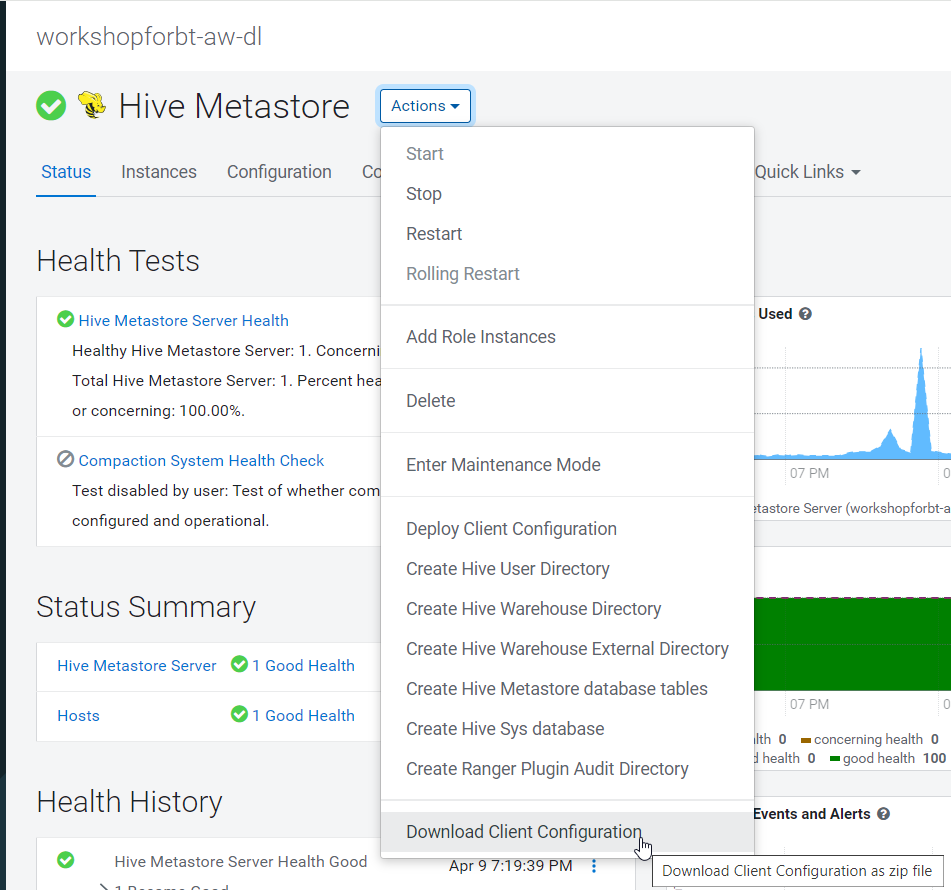 workshopforbt-aw-dl
Hive Metastore
Actions
Status Instances Configuration
Quick Links
Start
Stop
Restart
Rolling Restart
Add Role Instances
Delete
Enter Maintenance Mode
Deploy Client Configuration
Create Hive User Directory
Create Hive Warehouse Directory
Create Hive Warehouse External Directory
Create Hive Metastore database tables
Create Hive Sys database
Create Ranger Plugin Audit Directory
Download Client Configuration
Download Client Configuration as zip file
Health Tests
Hive Metastore Server Health
Healthy Hive Metastore Server: 1. Concerni
Total Hive Metastore Server: 1. Percent hea
or concerning: 100.00%.
Compaction System Health Check
Test disabled by user: Test of whether com
configured and operational.
Status Summary
Hive Metastore Server 1 Good Health
Hosts 1 Good Health
Health History
Hive Metastore Server Health Good Apr 9 7:19:39 PM
1 Became Good
Used
07 PM 0
etastore Server (workshopforbt-a
07 PM 0
lth 0 concerning health 0
d health 0 good health 100
Events and Alerts